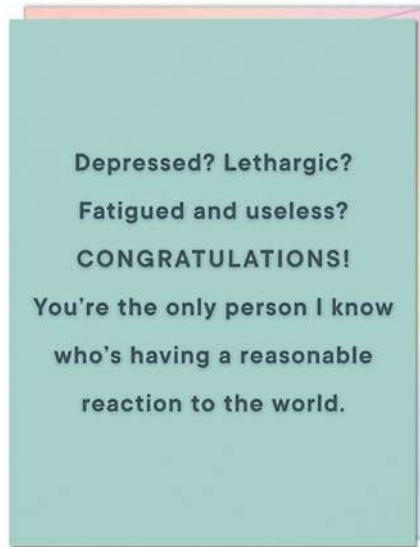 Depressed? Lethargic?
Fatigued and useless?
CONGRATULATIONS!
You’re the only person I know
who’s having a reasonable
reaction to the world.